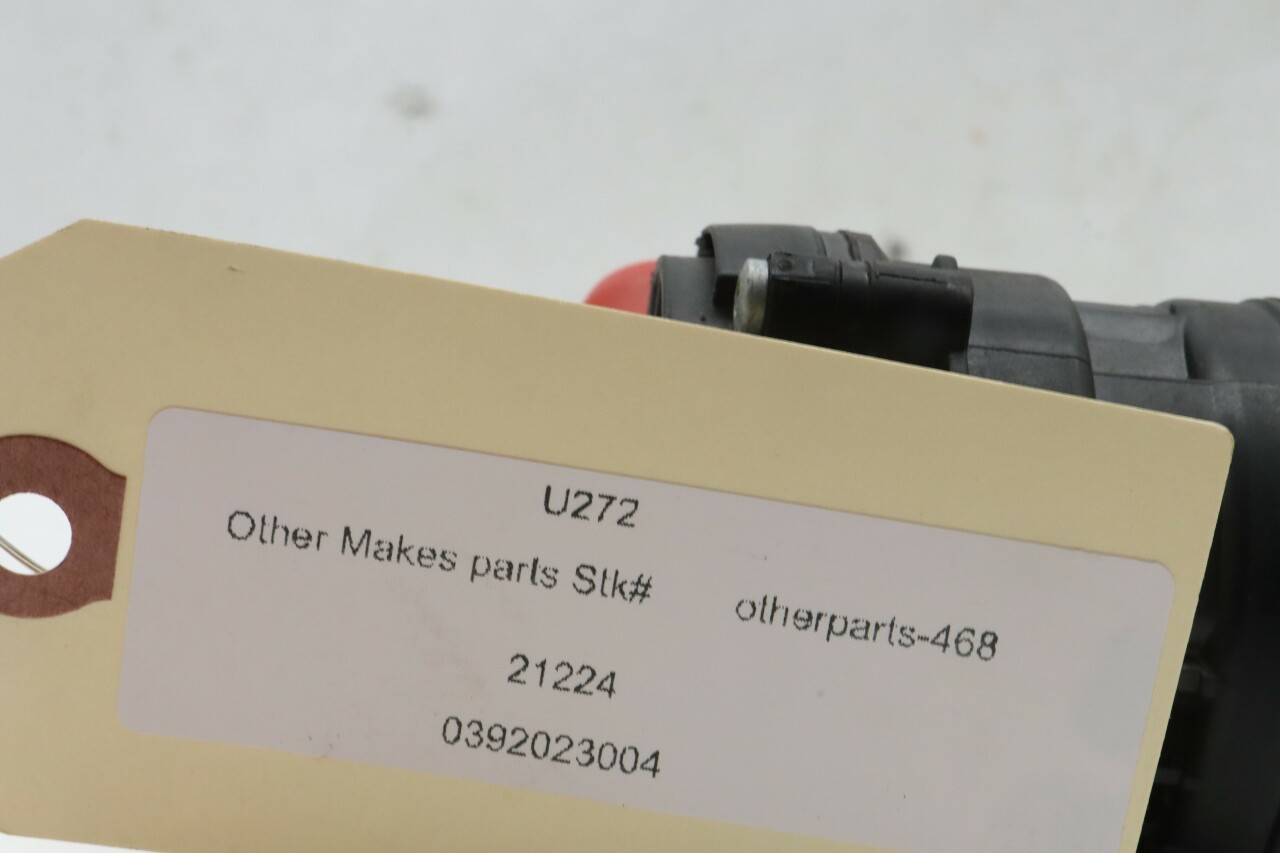 U272
Other Makes parts Stk# otherparts-468
21224
0392023004